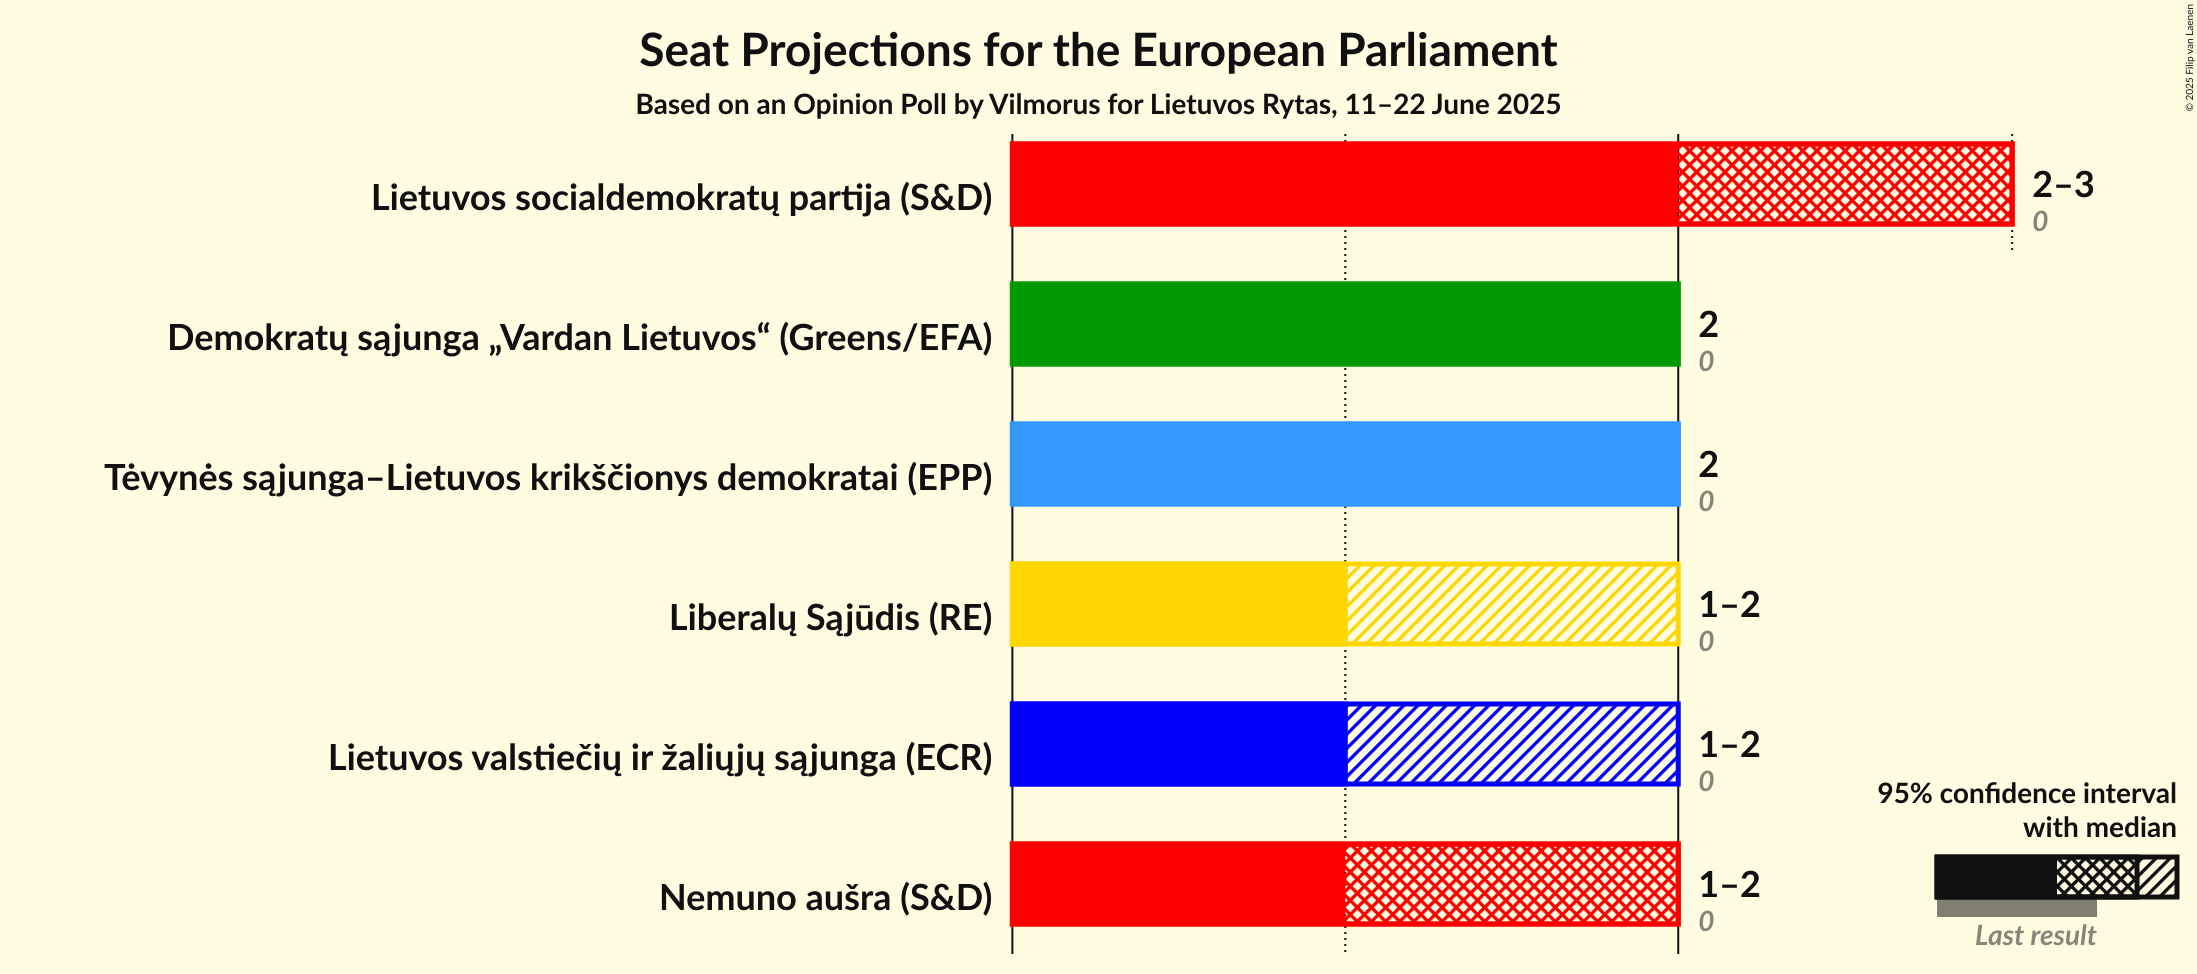 Seat Projections for the European Parliament
Based on an Opinion Poll by Vilmorus for Lietuvos Rytas, 11–22 June 2025
© 2025 Filip van Laenen
Lietuvos socialdemokratų partija (S&D)
2–3
0
Demokratų sąjunga „Vardan Lietuvos“ (Greens/EFA)
2
0
Tėvynės sąjunga–Lietuvos krikščionys demokratai (EPP)
2
0
Liberalų Sąjūdis (RE)
1–2
0
Lietuvos valstiečių ir žaliųjų sąjunga (ECR)
1–2
0
Nemuno aušra (S&D)
1–2
0
95% confidence interval
with median
Last result